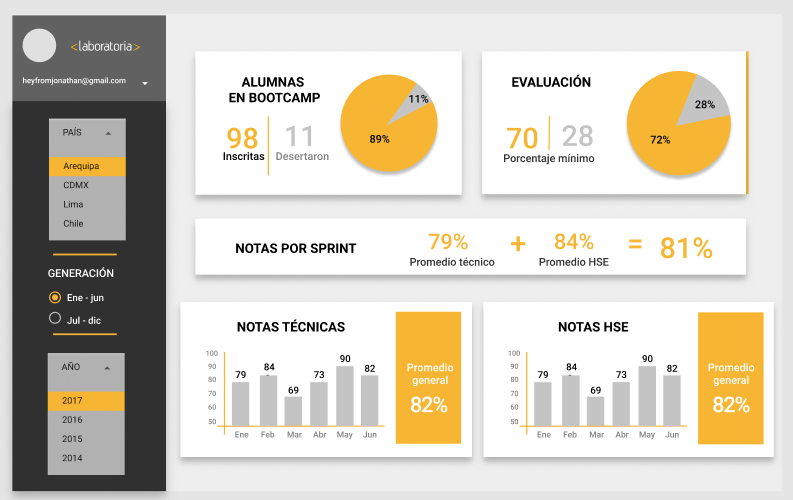 <laboratoria>
heyfromjonathan@gmail.com
PAÍS
Arequipa
CDMX
Lima
Chile
GENERACIÓN
Ene - jun
Jul - dic
AÑO
2017
2016
2015
2014
ALUMNAS
EN BOOTCAMP
98 11
Inscritas Desertaron
11%
89%
EVALUACIÓN
70 28
Porcentaje mínimo
28%
72%
NOTAS POR SPRINT
79% + 84% = 81%
Promedio técnico Promedio HSE
NOTAS TÉCNICAS
100
90
80
70
60
50
79 84 69 73 90 82
Ene Feb Mar Abr May Jun
Promedio
general
82%
NOTAS HSE
100
90
80
70
60
50
79 84 69 73 90 82
Ene Feb Mar Abr May Jun
Promedio
general
82%